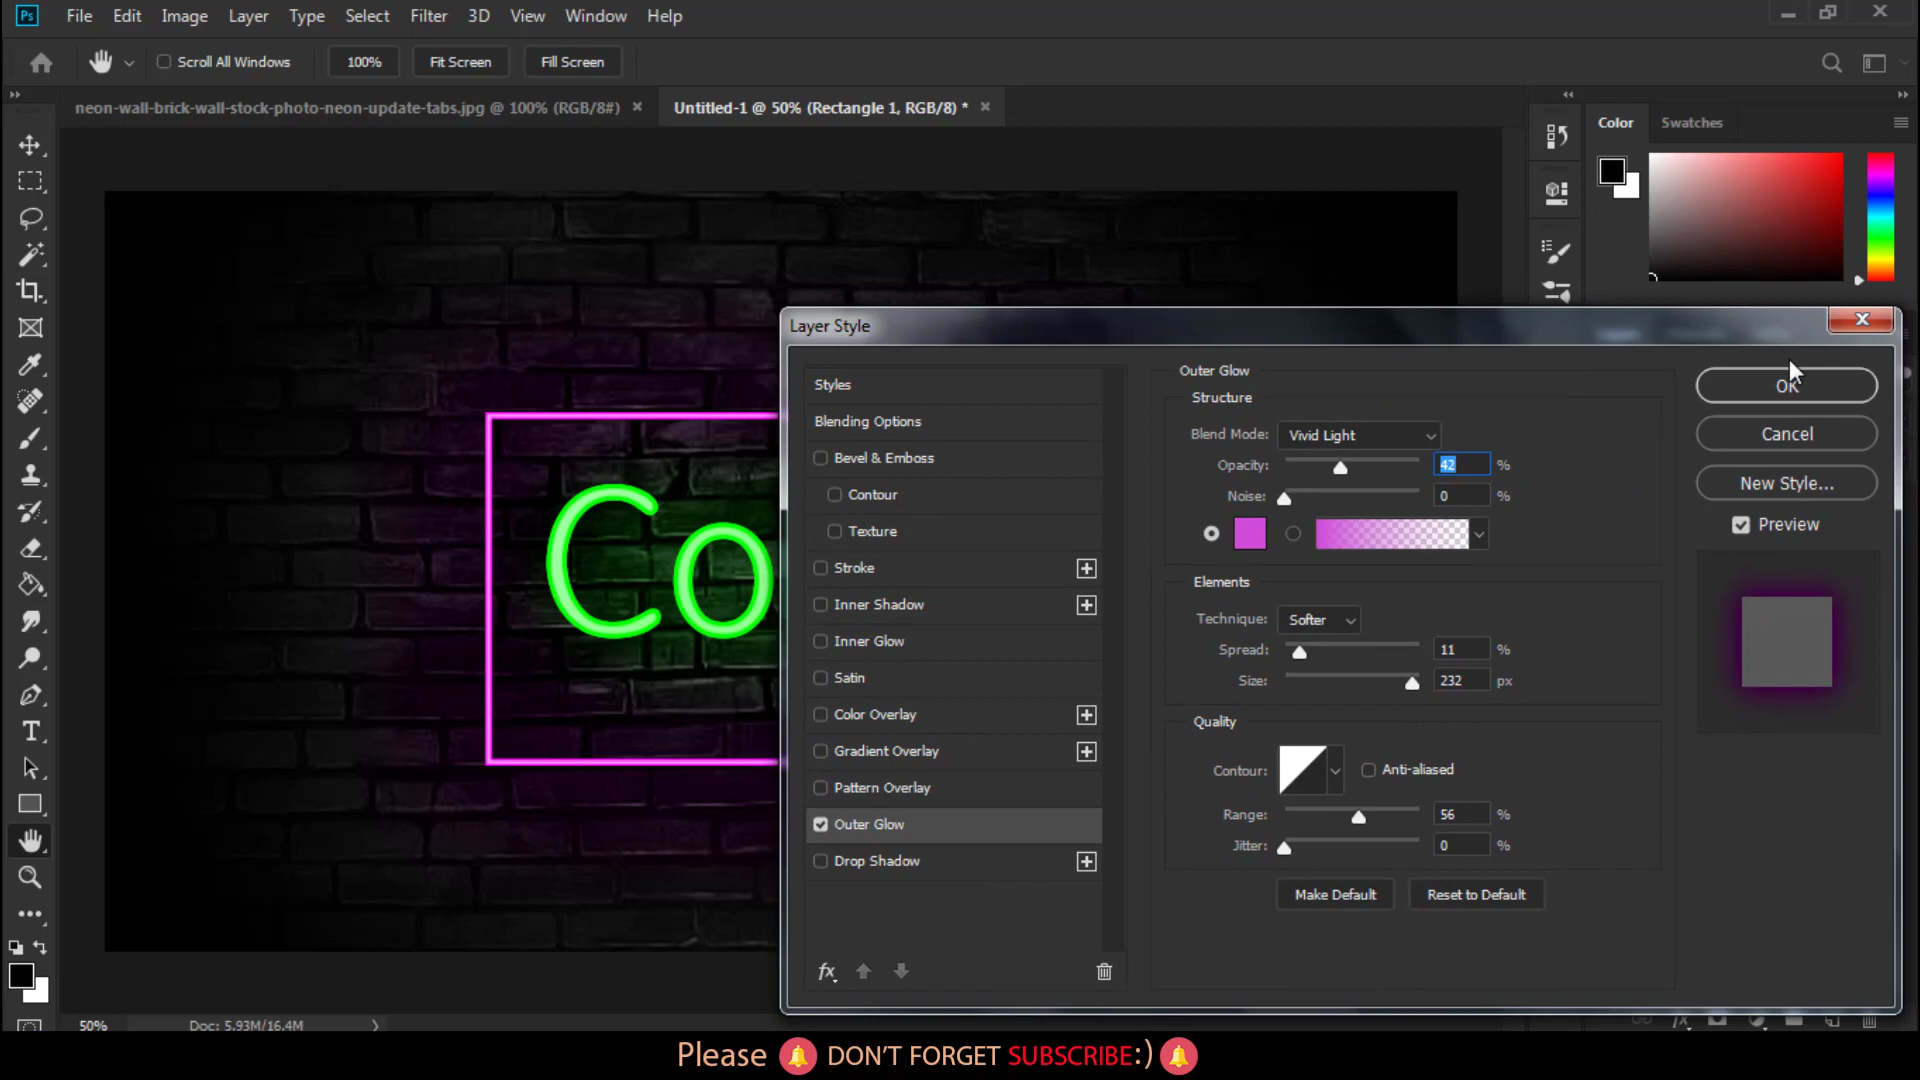 Ps File Edit Image Layer Type Select Filter 3D View Window Help
Scroll All Windows 100% Fit Screen Fill Screen
neon-wall-brick-wall-stock-photo-neon-update-tabs.jpg @ 100% (RGB/8#) Untitled-1 @ 50% (Rectangle 1, RGB/8) *
Color Swatches
Co
Layer Style
Styles
Blending Options
Bevel & Emboss
Contour
Texture
Stroke
Inner Shadow
Inner Glow
Satin
Color Overlay
Gradient Overlay
Pattern Overlay
Outer Glow
Drop Shadow
fx
Outer Glow
Structure
Blend Mode: Vivid Light
Opacity: 42 %
Noise: 0 %
Elements
Technique: Softer
Spread: 11 %
Size: 232 px
Quality
Contour: Anti-aliased
Range: 56 %
Jitter: 0 %
Make Default Reset to Default
OK
Cancel
New Style...
Preview
50% Doc: 5.93M/16.4M
Please DON'T FORGET SUBSCRIBE:)